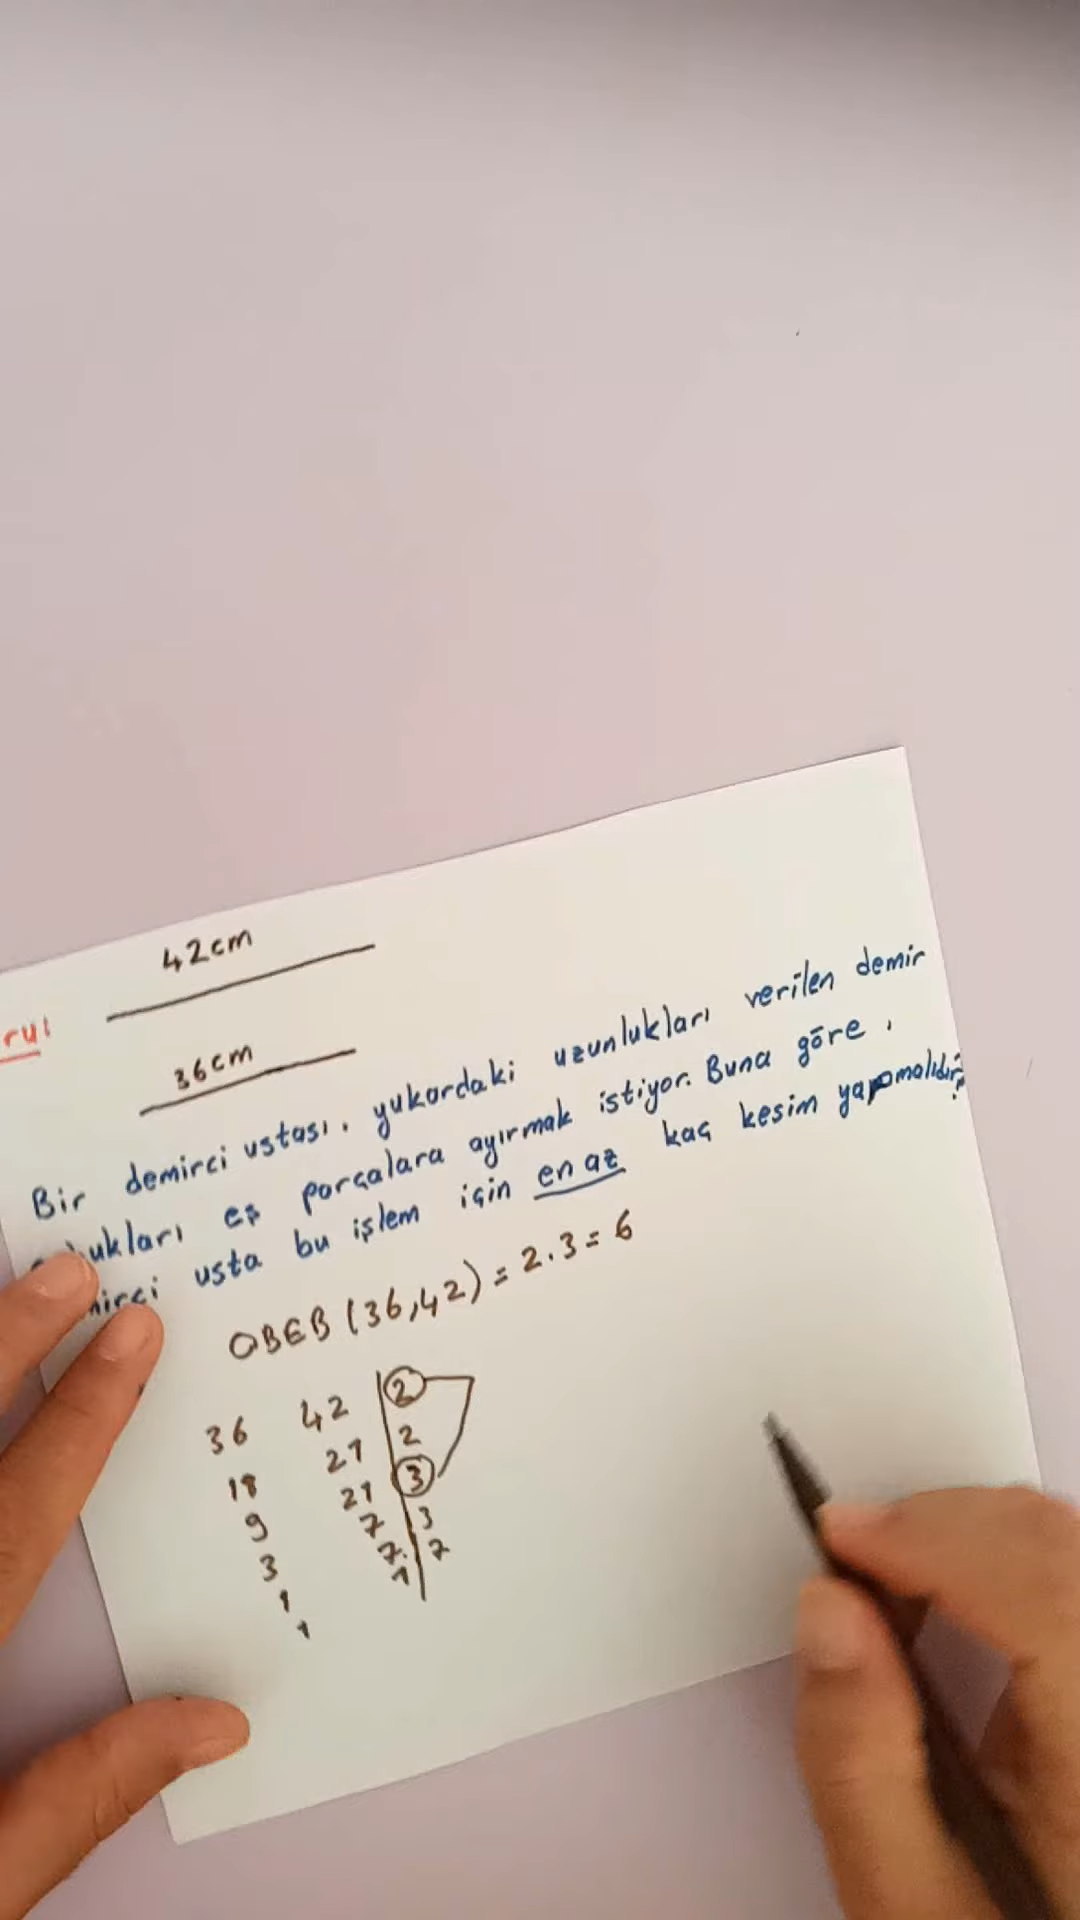 42cm
ru:
36cm
Bir demirci ustası, yukardaki uzunlukları verilen demir
bukları eş parçalara ayırmak istiyor. Buna göre,
mirci usta bu işlem için en az kaç kesim yapmalıdır?
OBEB (36,42) = 2.3 = 6
36 42 2
18 21 2
9 21 3
3 7 3
1 7 7
1 1